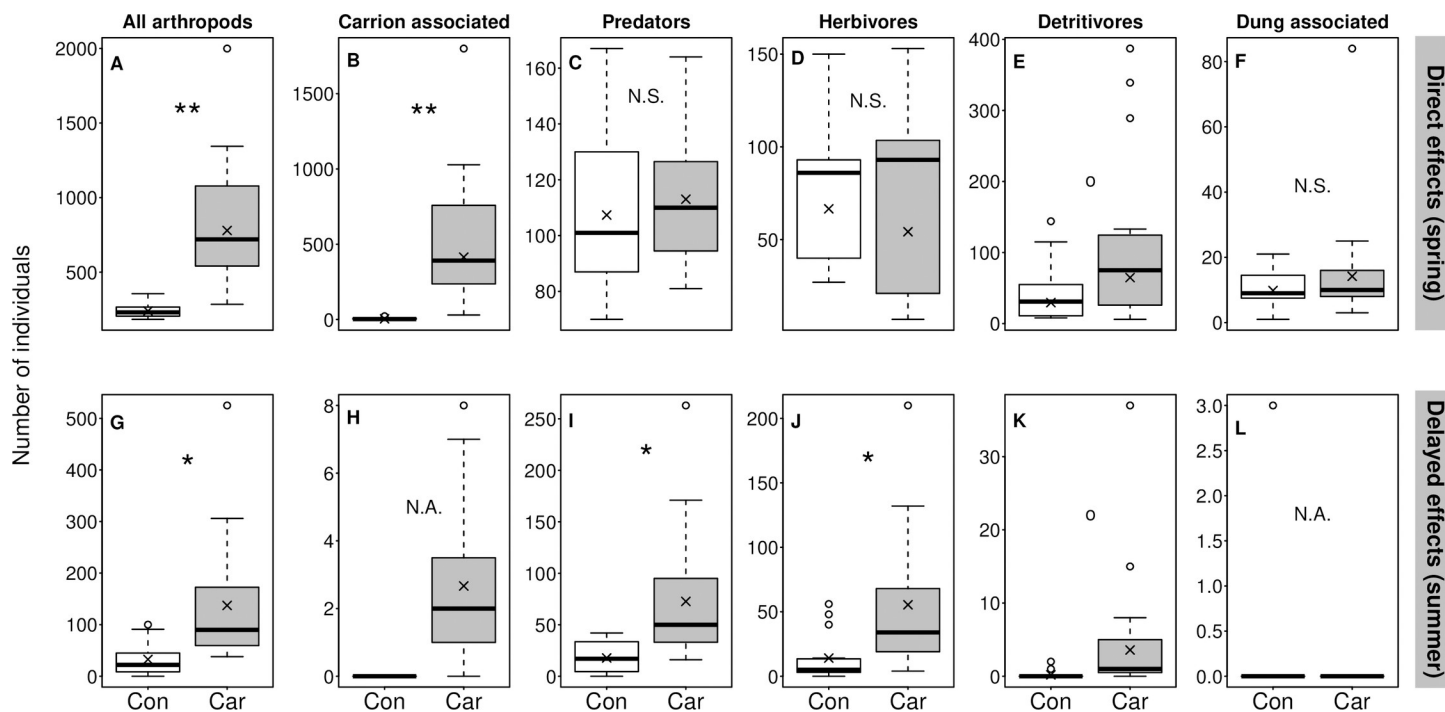 All arthropods Carrion associated Predators Herbivores Detritivores Dung associated
A B C D E F
** ** N.S. N.S. o N.S.
2000 1500 1000 500
1500 1000 500 0
160 140 120 100 80
150 100 50
400 300 200 100 0
80 60 40 20 0
Direct effects (spring)
Number of individuals
G H I J K L
* N.A. * * o N.A.
500 400 300 200 100 0
8 6 4 2 0
250 200 150 100 50 0
200 150 100 50 0
30 20 10 0
3.0 2.5 2.0 1.5 1.0 0.5 0.0
Delayed effects (summer)
Con Car Con Car Con Car Con Car Con Car Con Car